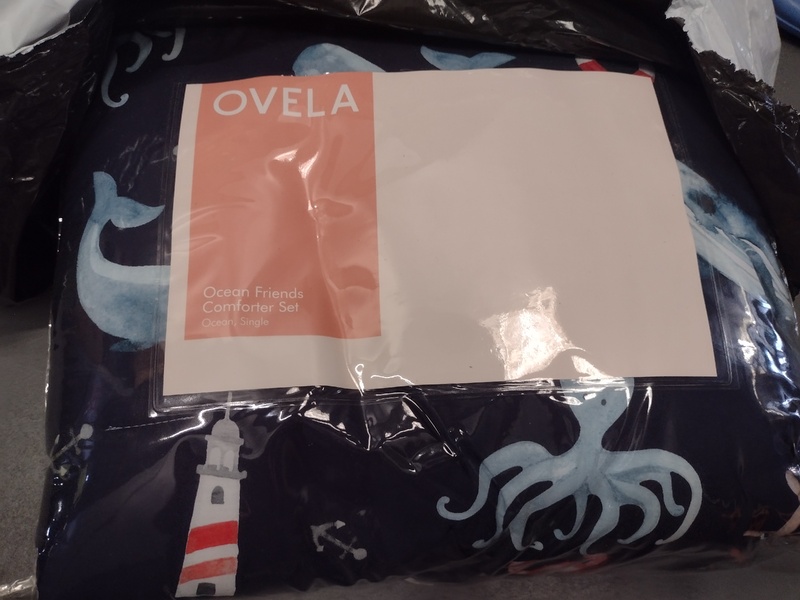 OVELA
Ocean Friends
Comforter Set
Ocean, Single